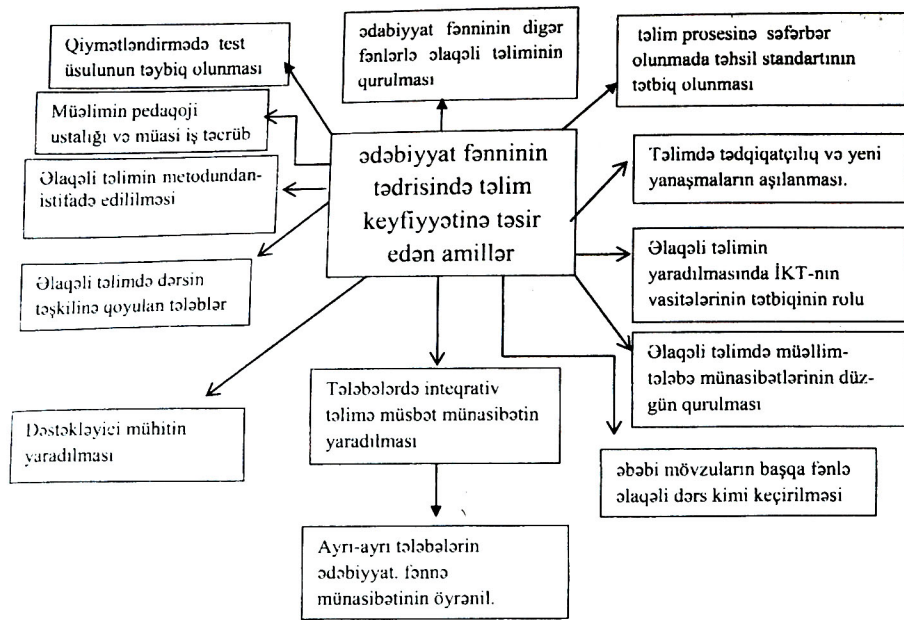 Qiymətləndirmədə test
üsulunun təybiq olunması
ədəbiyyat fənninin digər
fənlərlə əlaqəli təliminin
qurulması
təlim prosesinə səfərbər
olunmada təhsil standartının
tətbiq olunması
Müəlimin pedaqoji
ustalığı və müasi iş təcrüb
Əlaqəli təlimin metodundan-
istifadə edililməsi
Əlaqəli təlimdə dərsin
təşkilinə qoyulan tələblər
Dəstəkləyici mühitin
yaradılması
ədəbiyyat fənninin
tədrisində təlim
keyfiyyətinə təsir
edən amillər
Təlimdə tədqiqatçılıq və yeni
yanaşmaların aşılanması.
Əlaqəli təlimin
yaradılmasında İKT-nın
vasitələrinin tətbiqinin rolu
Əlaqəli təlimdə müəllim-
tələbə münasibətlərinin düz-
gün qurulması
əbəbi mövzuların başqa fənlə
əlaqəli dərs kimi keçirilməsi
Tələbələrdə inteqrativ
təlimə müsbət münasibətin
yaradılması
Ayrı-ayrı tələbələrin
ədəbiyyat. fənnə
münasibətinin öyrənil.